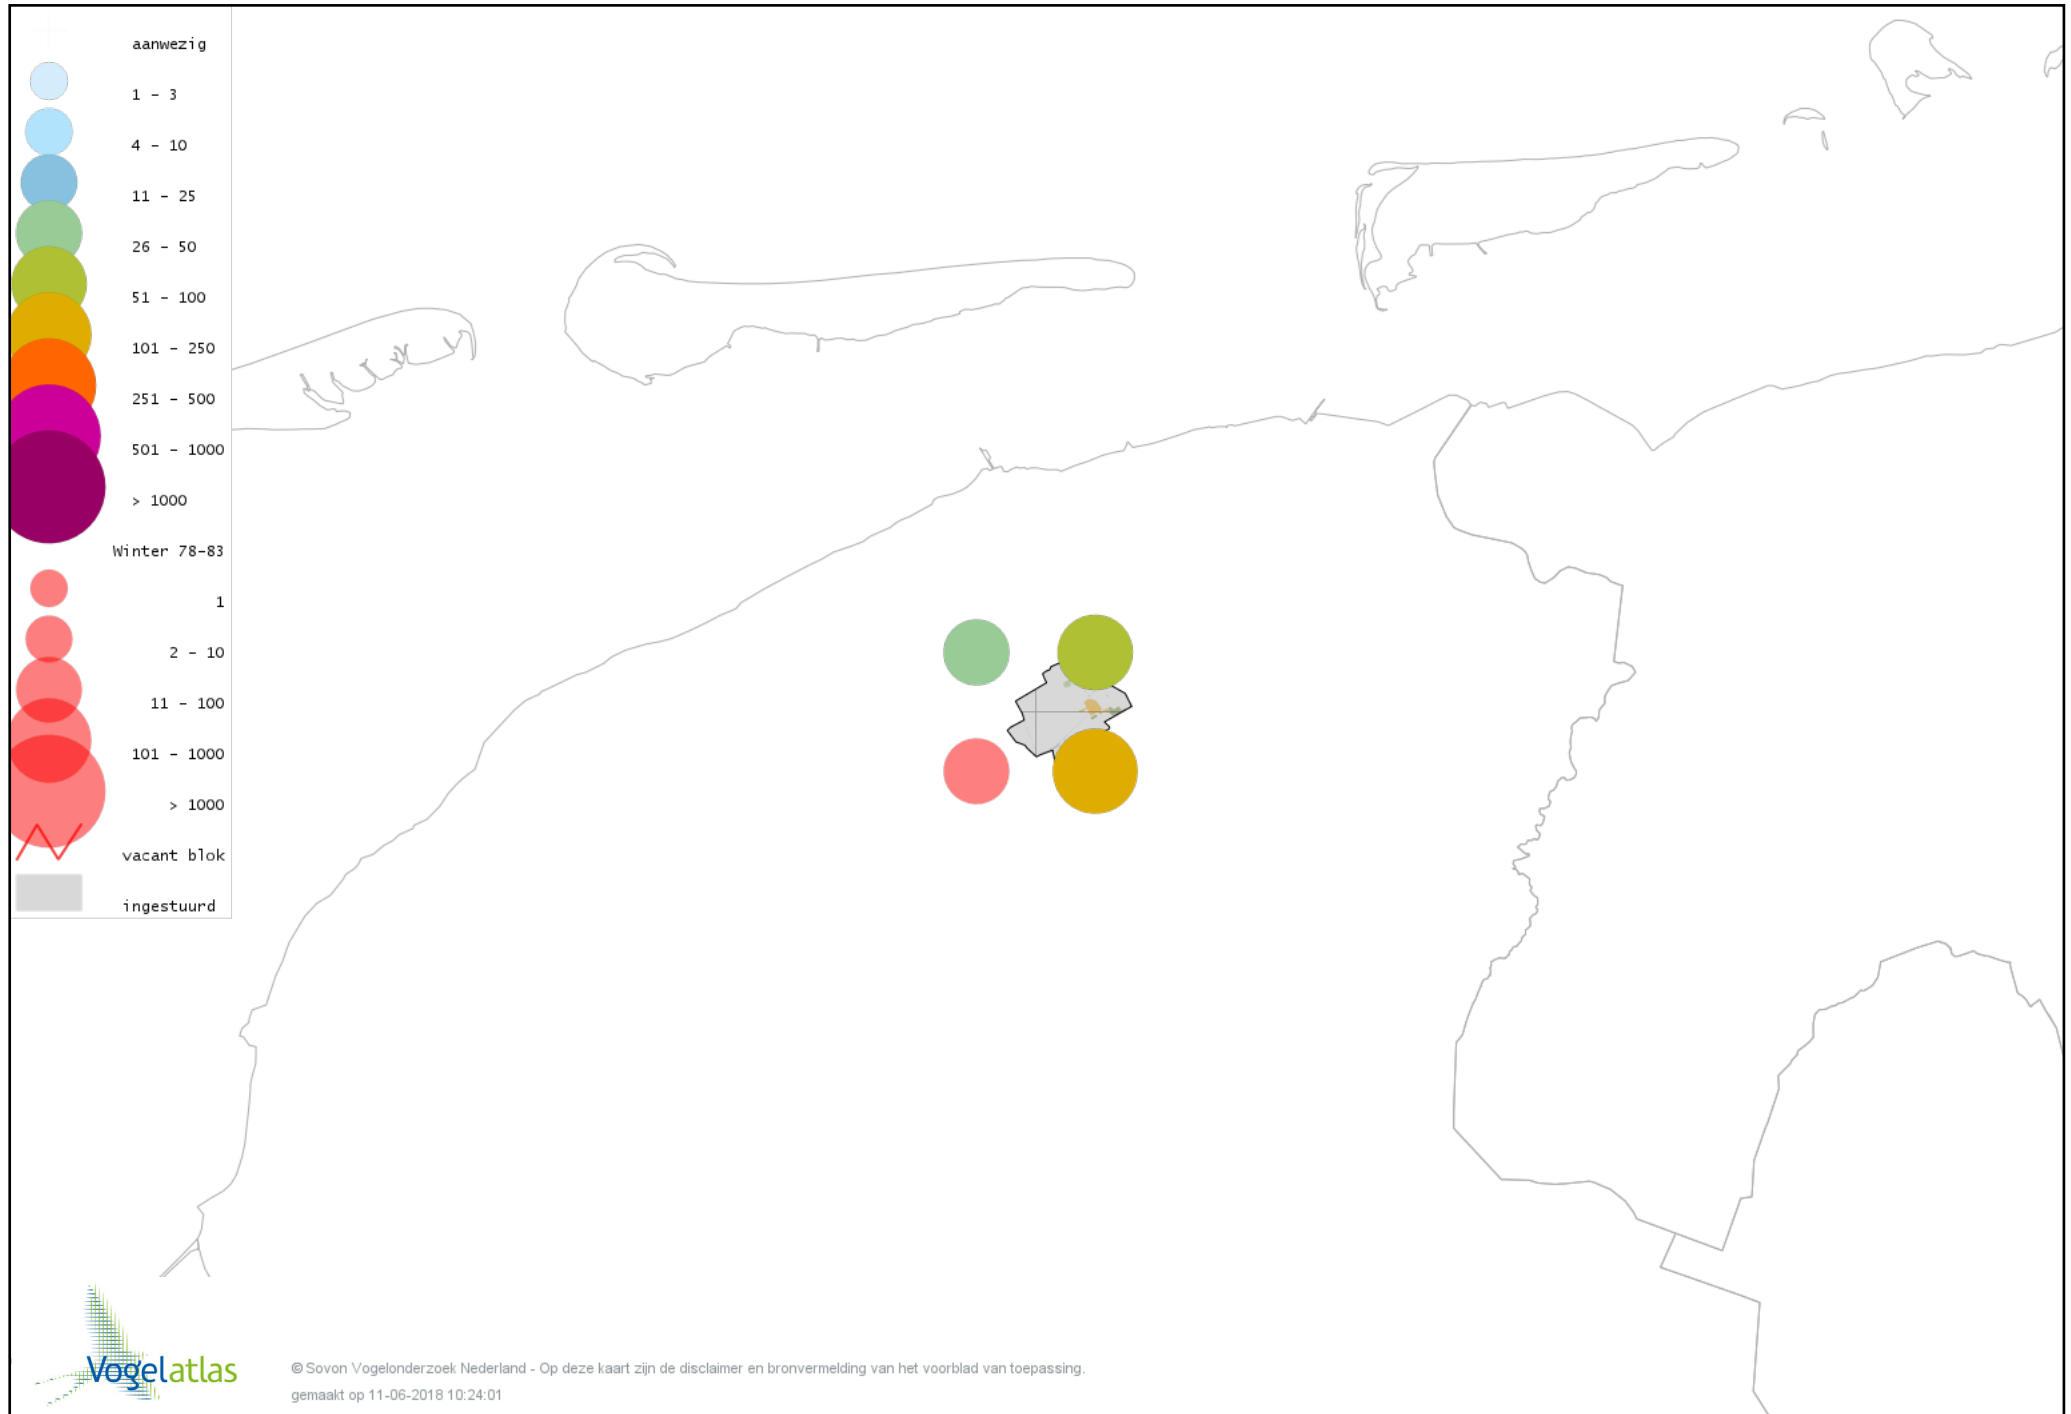 aanwezig
1 - 3
4 - 10
11 - 25
26 - 50
51 - 100
101 - 250
251 - 500
501 - 1000
> 1000
Winter 78-83
1
2 - 10
11 - 100
101 - 1000
> 1000
vacant blok
ingestuurd
Vogelatlas
© Sovon Vogelonderzoek Nederland - Op deze kaart zijn de disclaimer en bronvermelding van het voorblad van toepassing.
gemaakt op 11-06-2018 10:24:01